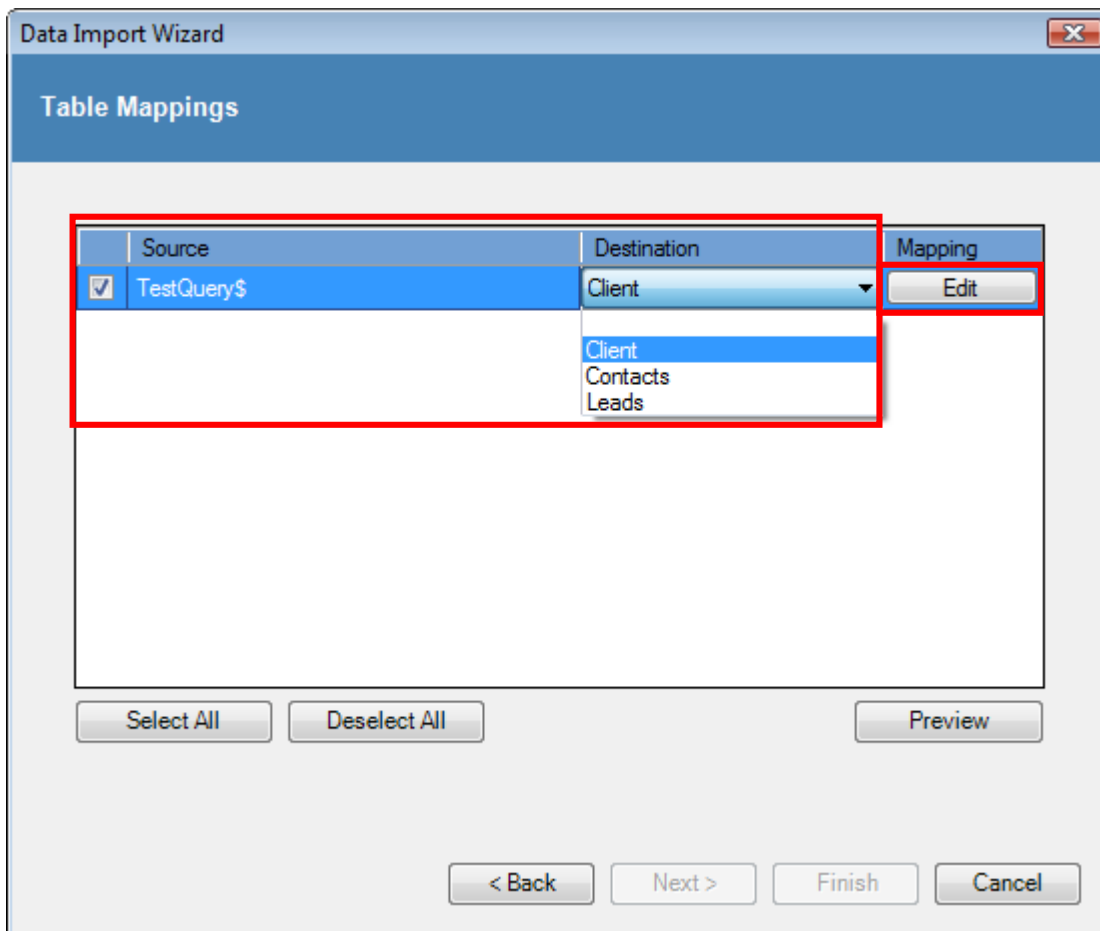 Data Import Wizard
Table Mappings
Source Destination Mapping
TestQuery$ Client Edit
Client
Contacts
Leads
Select All Deselect All Preview
< Back Next > Finish Cancel